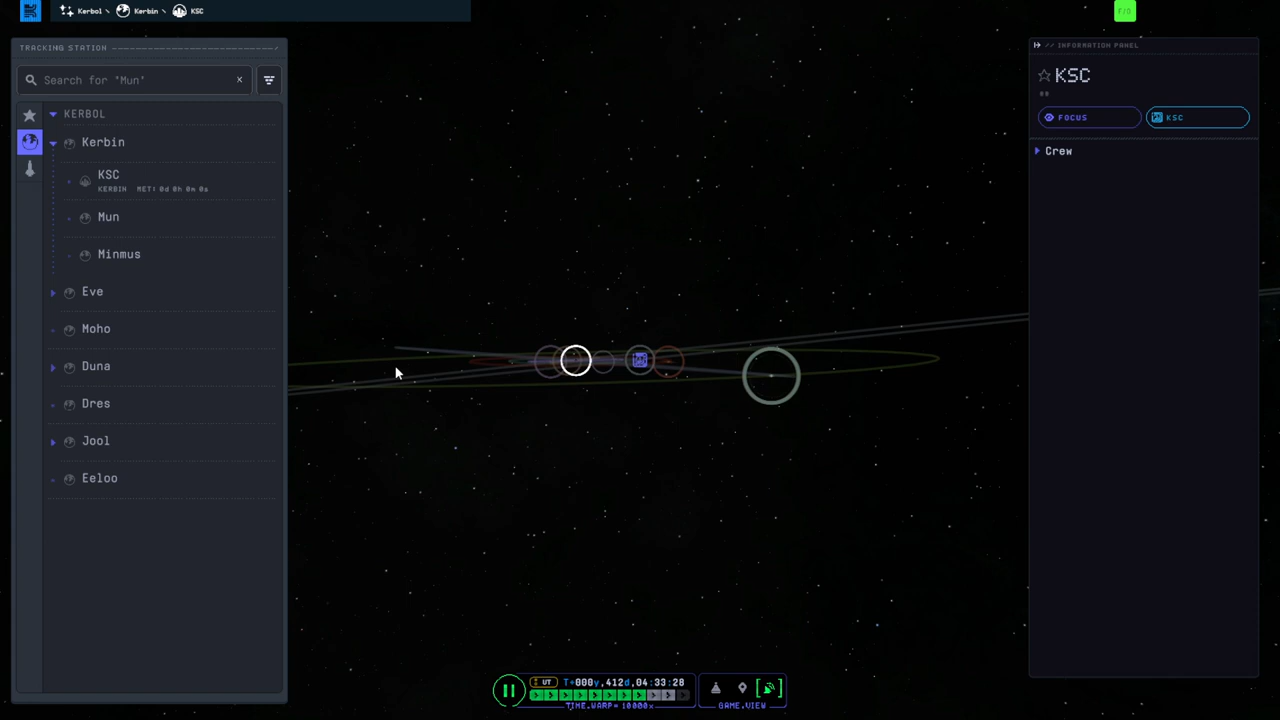 Kerbol
Kerbin
KSC
F/O
TRACKING STATION
Search for "Mun"
KERBOL
Kerbin
KSC
KERBIN MET: 0d 0h 0m 0s
Mun
Minmus
Eve
Moho
Duna
Dres
Jool
Eeloo
// INFORMATION PANEL
KSC
FOCUS
KSC
Crew
UT T+000y,412d,04:33:28
TIME.WARP= 10000x
GAME.VIEW